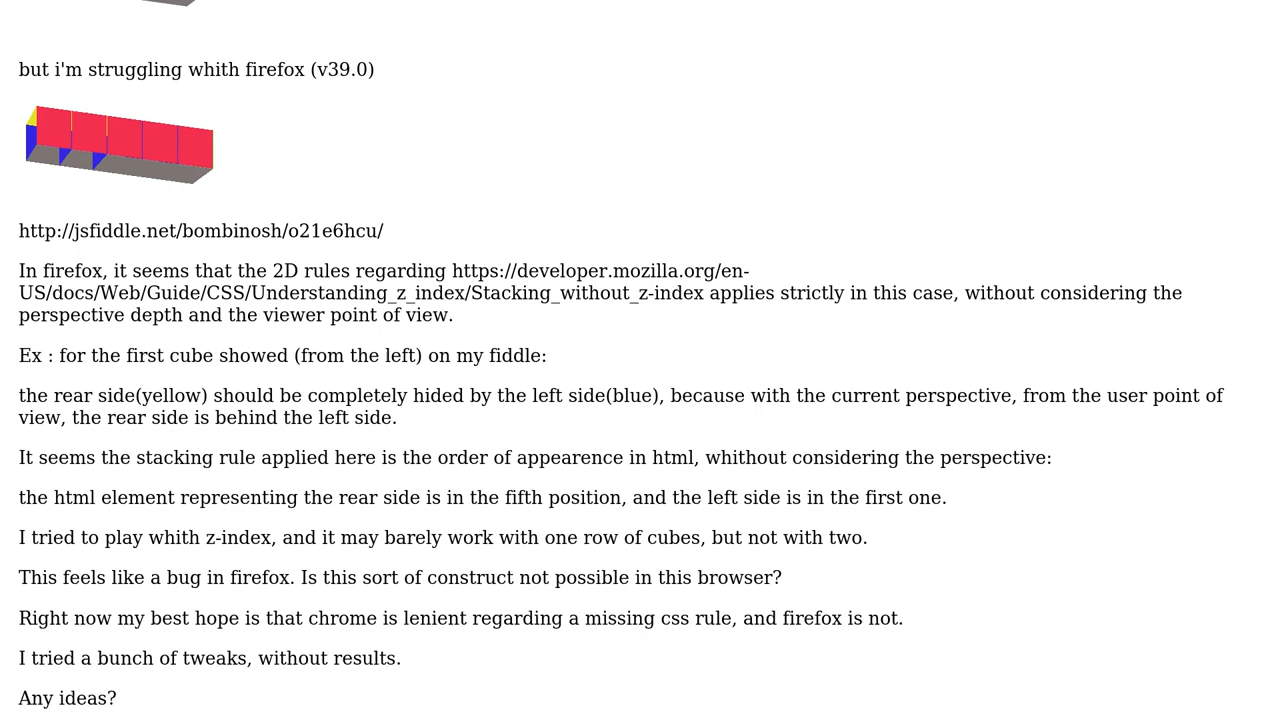 but i'm struggling whith firefox (v39.0)
http://jsfiddle.net/bombinosh/o21e6hcu/
In firefox, it seems that the 2D rules regarding https://developer.mozilla.org/en-
US/docs/Web/Guide/CSS/Understanding_z_index/Stacking_without_z-index applies strictly in this case, without considering the
perspective depth and the viewer point of view.
Ex : for the first cube showed (from the left) on my fiddle:
the rear side(yellow) should be completely hided by the left side(blue), because with the current perspective, from the user point of
view, the rear side is behind the left side.
It seems the stacking rule applied here is the order of appearence in html, whithout considering the perspective:
the html element representing the rear side is in the fifth position, and the left side is in the first one.
I tried to play whith z-index, and it may barely work with one row of cubes, but not with two.
This feels like a bug in firefox. Is this sort of construct not possible in this browser?
Right now my best hope is that chrome is lenient regarding a missing css rule, and firefox is not.
I tried a bunch of tweaks, without results.
Any ideas?